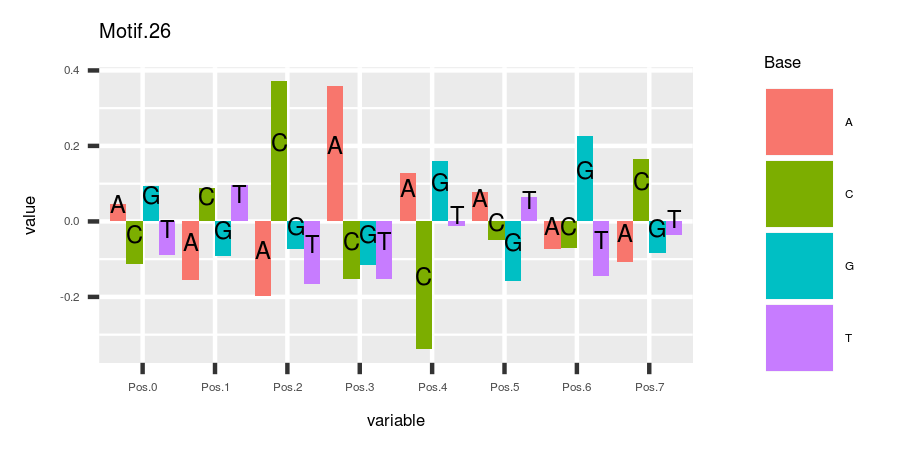 Motif.26
0.4
0.2
0.0
-0.2
value
A C G T
A C G T
A C G T
A C G T
A C G T
A C G T
A C G T
A C G T
Pos.0 Pos.1 Pos.2 Pos.3 Pos.4 Pos.5 Pos.6 Pos.7
variable
Base
A
C
G
T